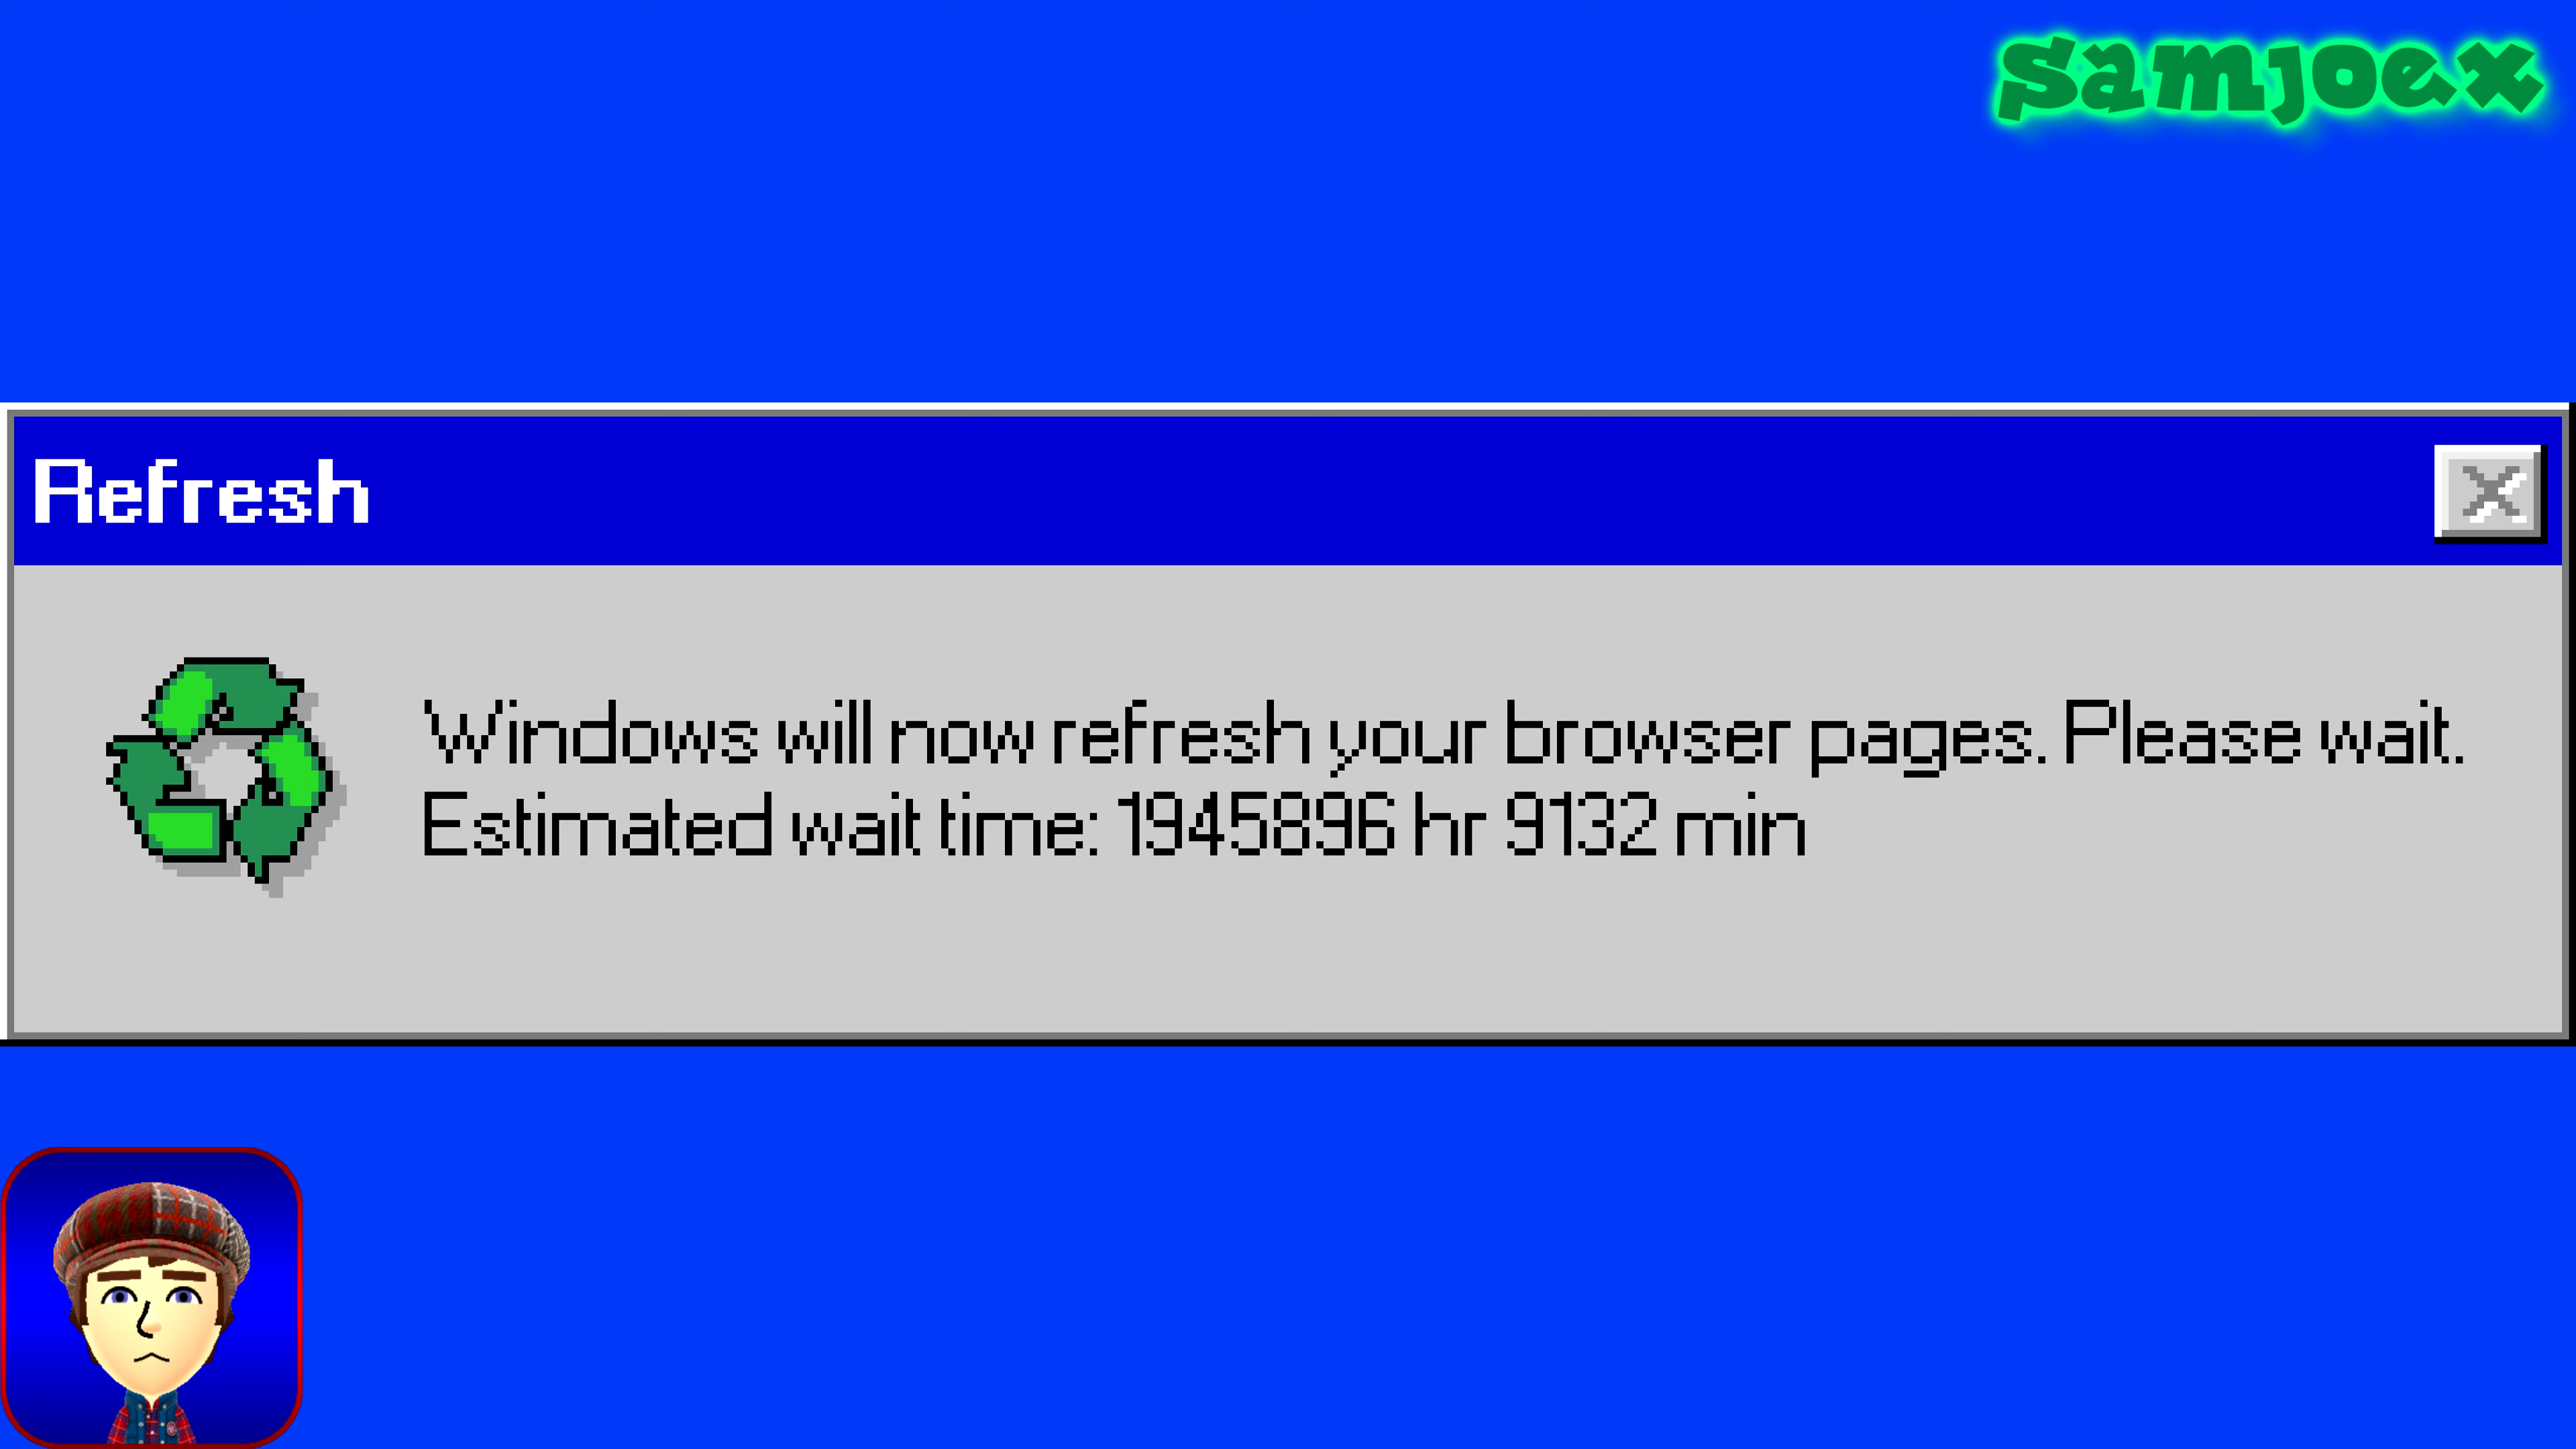 Samjoex
Refresh
Windows will now refresh your browser pages. Please wait.
Estimated wait time: 1945896 hr 9132 min